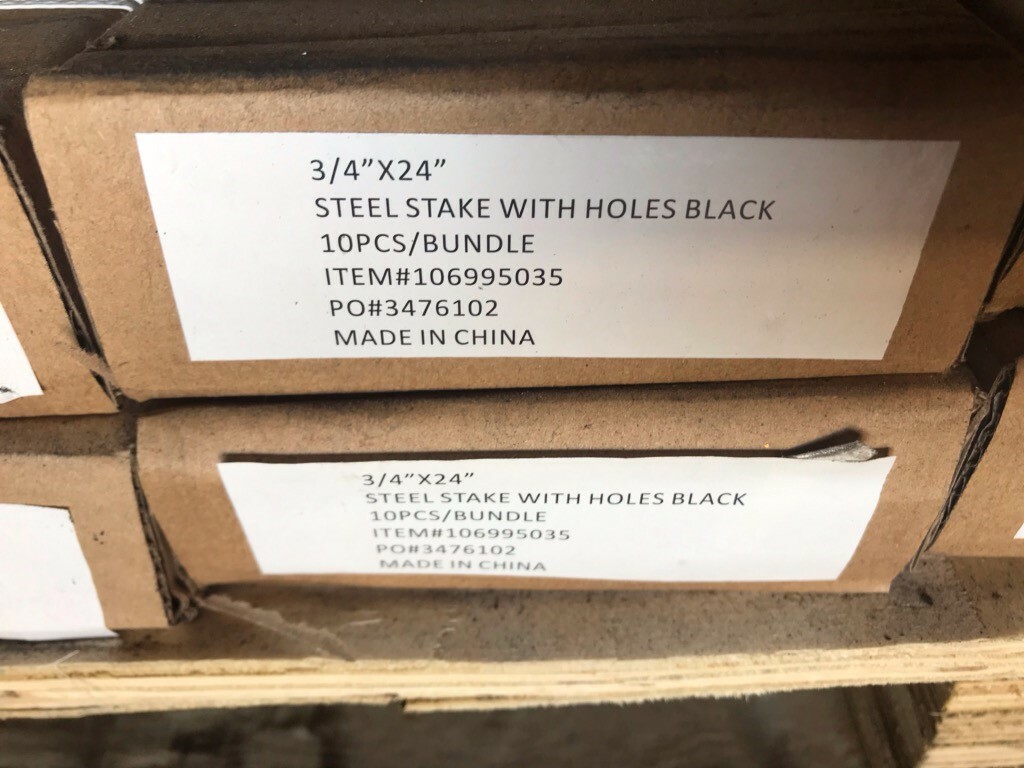 3/4”X24”
STEEL STAKE WITH HOLES BLACK
10PCS/BUNDLE
ITEM#106995035
PO#3476102
MADE IN CHINA
3/4”X24”
STEEL STAKE WITH HOLES BLACK
10PCS/BUNDLE
ITEM#106995035
PO#3476102
MADE IN CHINA